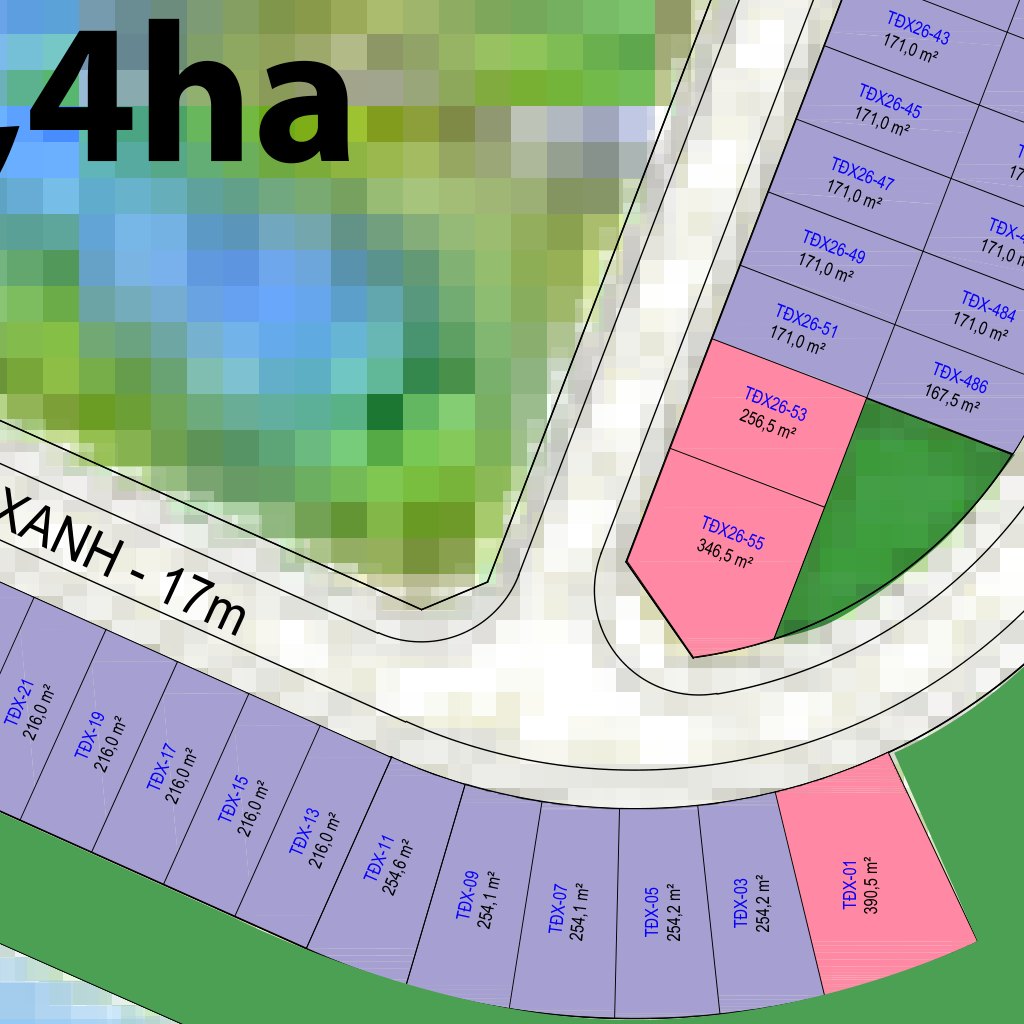 ,4ha
TĐX26-43
171,0 m²
TĐX26-45
171,0 m²
TĐX26-47
171,0 m²
TĐX26-49
171,0 m²
TĐX-484
171,0 m²
TĐX26-51
171,0 m²
TĐX-486
167,5 m²
TĐX26-53
256,5 m²
TĐX26-55
346,5 m²
XANH - 17m
TĐX-21
216,0 m²
TĐX-19
216,0 m²
TĐX-17
216,0 m²
TĐX-15
216,0 m²
TĐX-13
216,0 m²
TĐX-11
254,6 m²
TĐX-09
254,1 m²
TĐX-07
254,1 m²
TĐX-05
254,2 m²
TĐX-03
254,2 m²
TĐX-01
390,5 m²